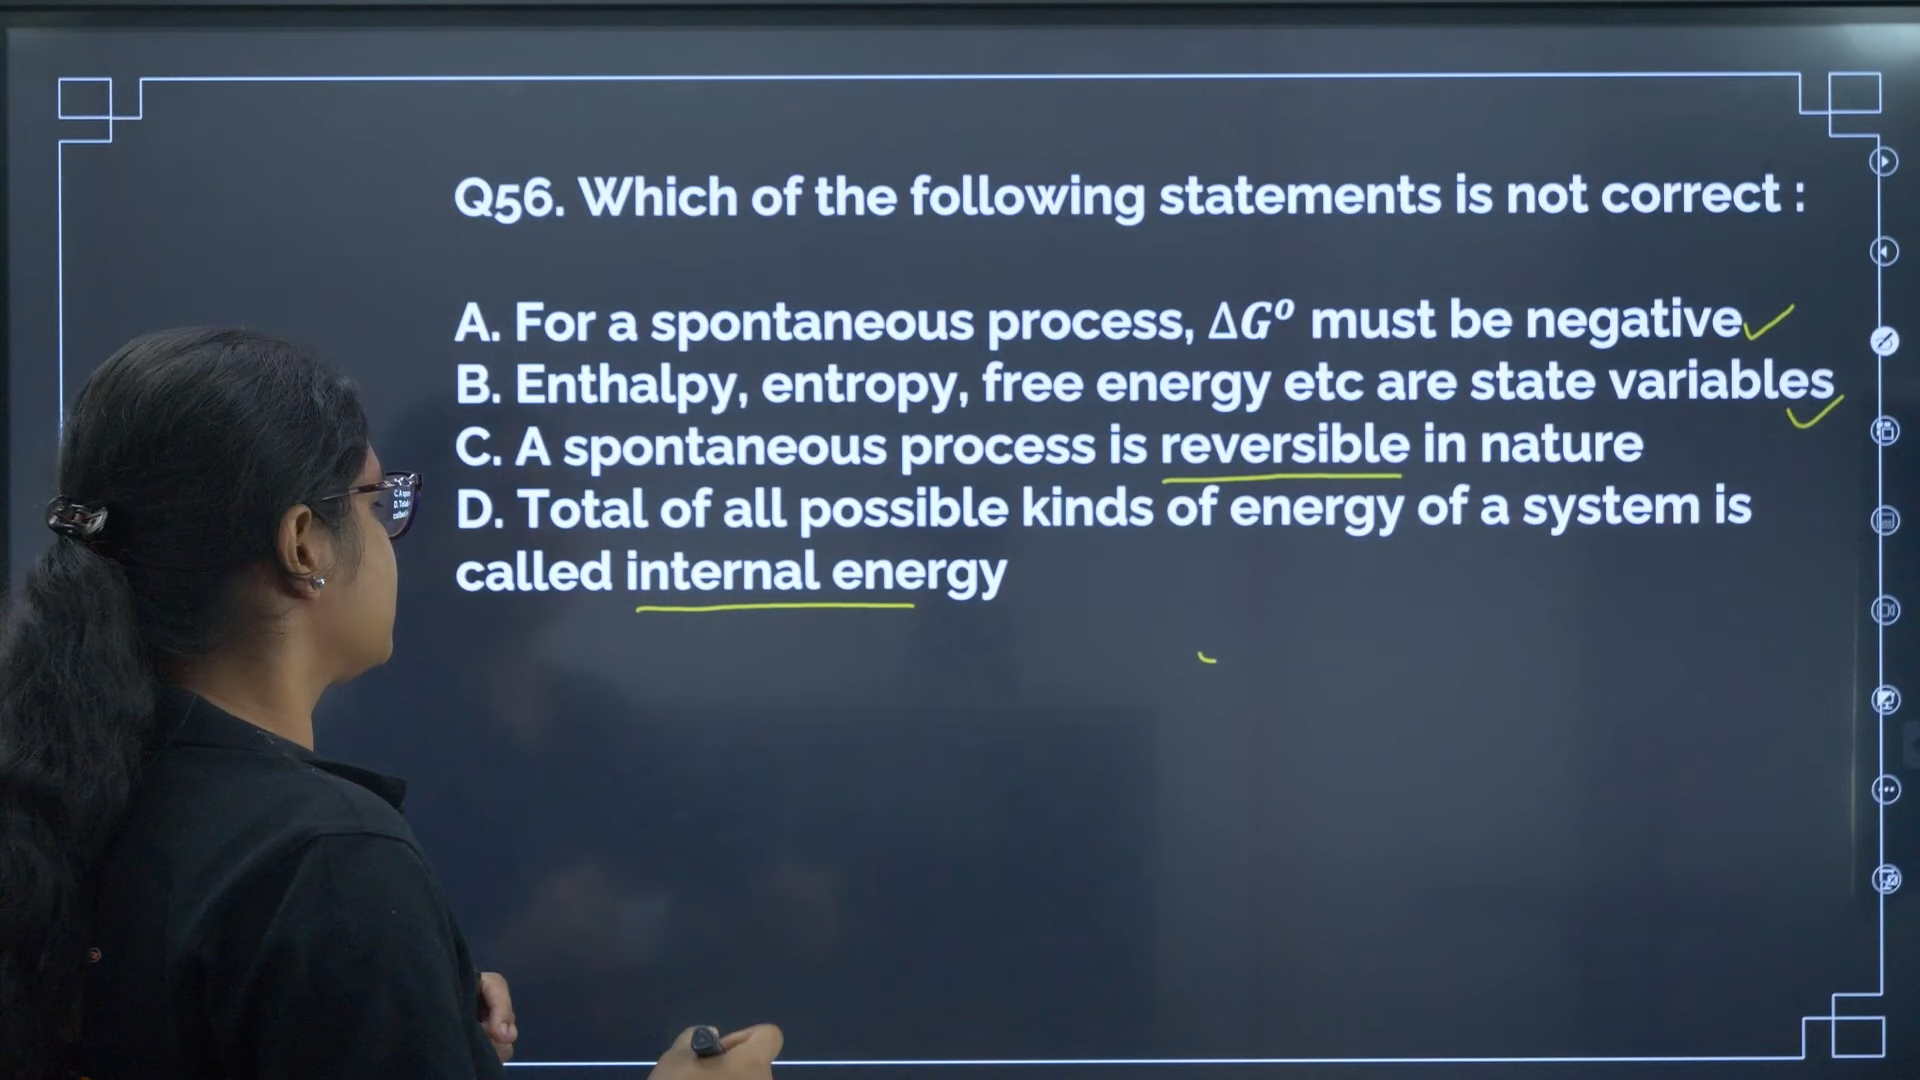 Q56. Which of the following statements is not correct :
A. For a spontaneous process, ΔG° must be negative
B. Enthalpy, entropy, free energy etc are state variables
C. A spontaneous process is reversible in nature
D. Total of all possible kinds of energy of a system is
called internal energy